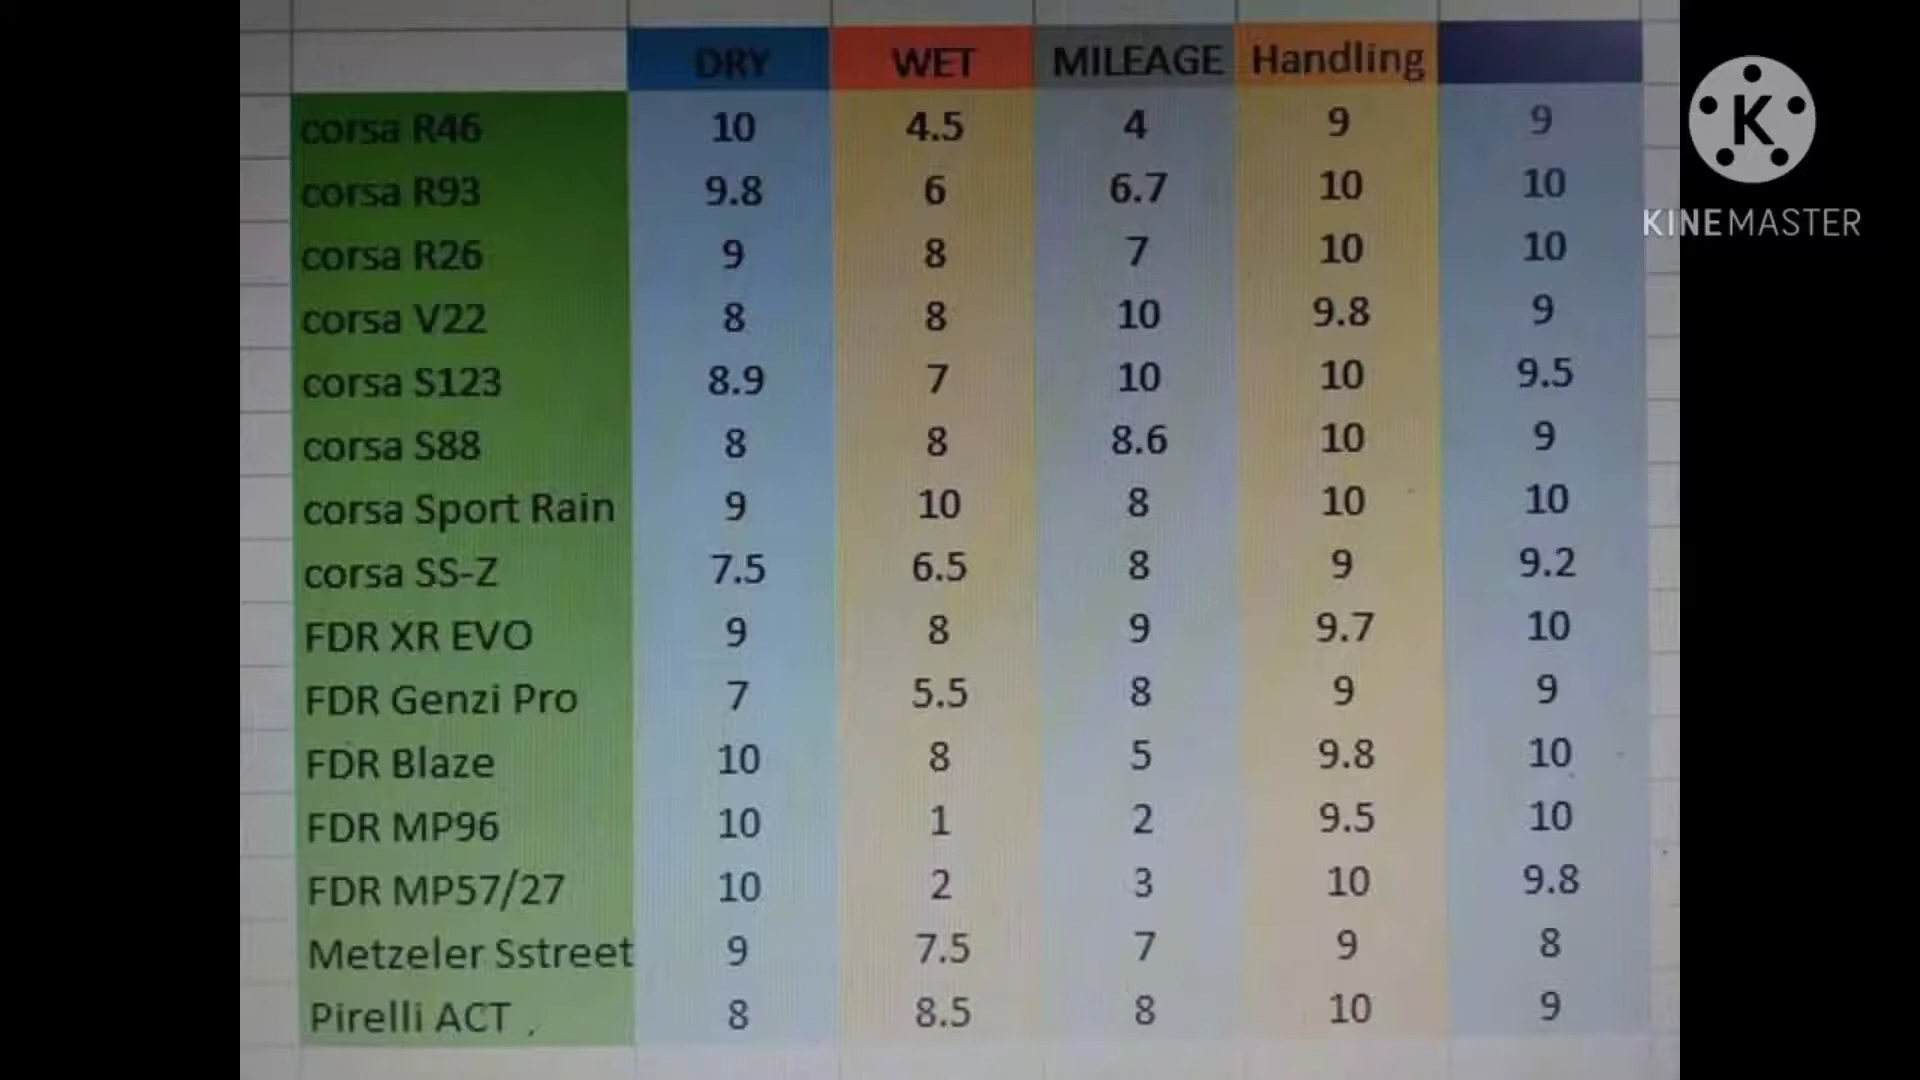 DRY WET MILEAGE Handling
corsa R46 10 4.5 4 9 9
corsa R93 9.8 6 6.7 10 10
corsa R26 9 8 7 10 10
corsa V22 8 8 10 9.8 9
corsa S123 8.9 7 10 10 9.5
corsa S88 8 8 8.6 10 9
corsa Sport Rain 9 10 8 10 10
corsa SS-Z 7.5 6.5 8 9 9.2
FDR XR EVO 9 8 9 9.7 10
FDR Genzi Pro 7 5.5 8 9 9
FDR Blaze 10 8 5 9.8 10
FDR MP96 10 1 2 9.5 10
FDR MP57/27 10 2 3 10 9.8
Metzeler Sstreet 9 7.5 7 9 8
Pirelli ACT 8 8.5 8 10 9
K
KINEMASTER